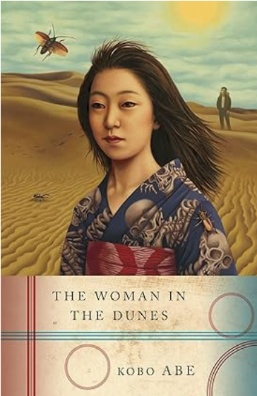 THE WOMAN IN
THE DUNES
KOBO ABE